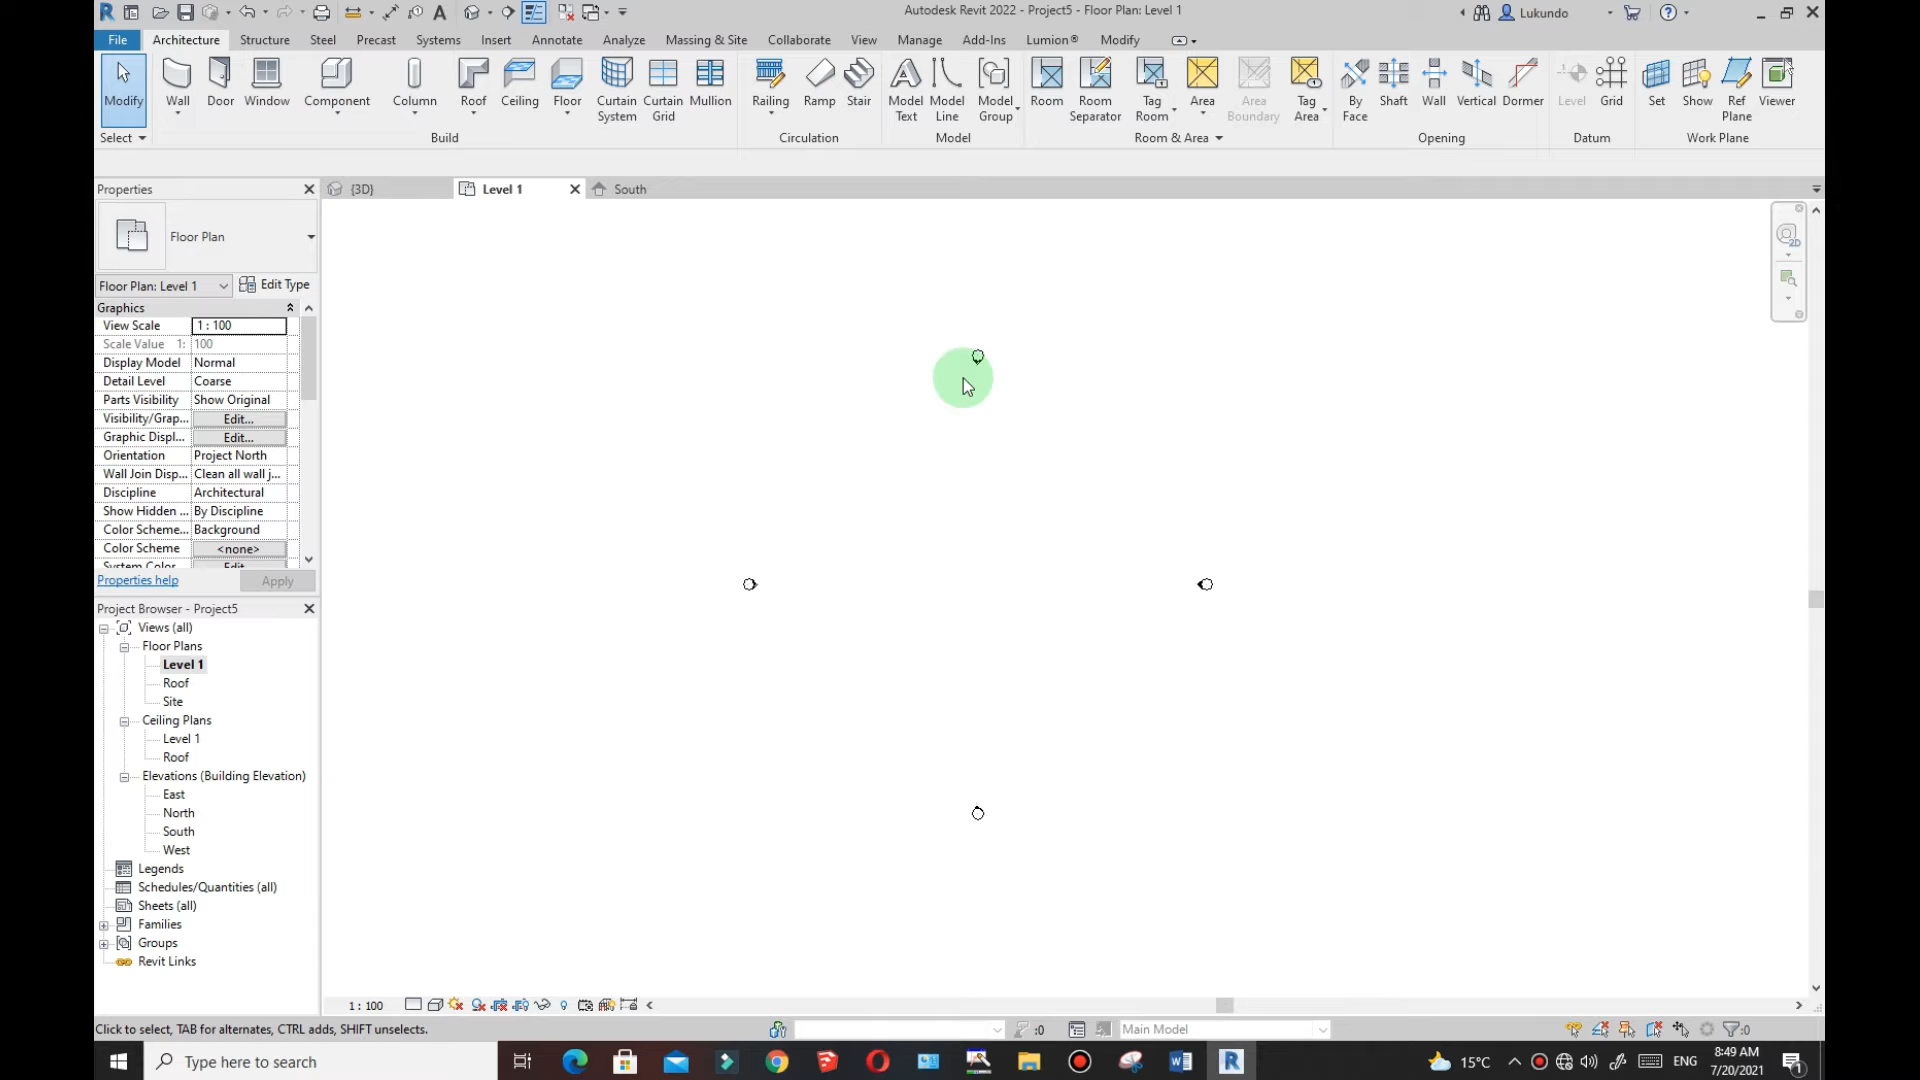 Autodesk Revit 2022 - Project5 - Floor Plan: Level 1
Lukundo
File Architecture Structure Steel Precast Systems Insert Annotate Analyze Massing & Site Collaborate View Manage Add-Ins Lumion® Modify
Modify Wall Door Window Component Column Roof Ceiling Floor Curtain System Curtain Grid Mullion Railing Ramp Stair Model Text Model Line Model Group Room Room Separator Tag Room Area Area Boundary Tag Area By Face Shaft Wall Vertical Dormer Level Grid Set Show Ref Plane Viewer
Select Build Circulation Model Room & Area Opening Datum Work Plane
Properties
{3D} Level 1 South
Floor Plan
Floor Plan: Level 1 Edit Type
Graphics
View Scale 1 : 100
Scale Value 1: 100
Display Model Normal
Detail Level Coarse
Parts Visibility Show Original
Visibility/Grap... Edit...
Graphic Displ... Edit...
Orientation Project North
Wall Join Disp... Clean all wall j...
Discipline Architectural
Show Hidden ... By Discipline
Color Scheme... Background
Color Scheme <none>
System Color Edit
Properties help Apply
Project Browser - Project5
Views (all)
Floor Plans
Level 1
Roof
Site
Ceiling Plans
Level 1
Roof
Elevations (Building Elevation)
East
North
South
West
Legends
Schedules/Quantities (all)
Sheets (all)
Families
Groups
Revit Links
1 : 100
Click to select, TAB for alternates, CTRL adds, SHIFT unselects.
:0
Main Model
:0
Type here to search
15°C
ENG
8:49 AM
7/20/2021